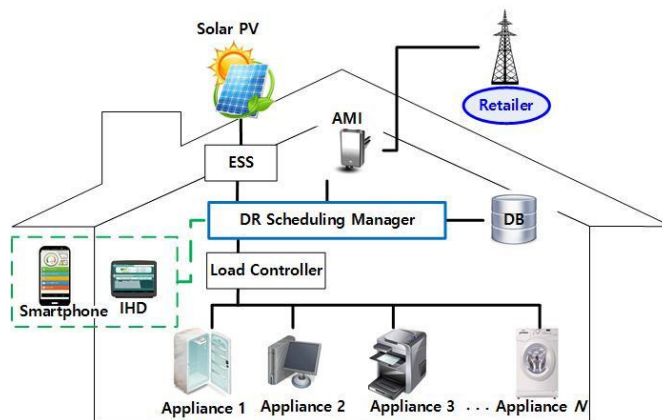 Solar PV
Retailer
AMI
ESS
DR Scheduling Manager
DB
Load Controller
Smartphone
IHD
Appliance 1
Appliance 2
Appliance 3
. . . Appliance N